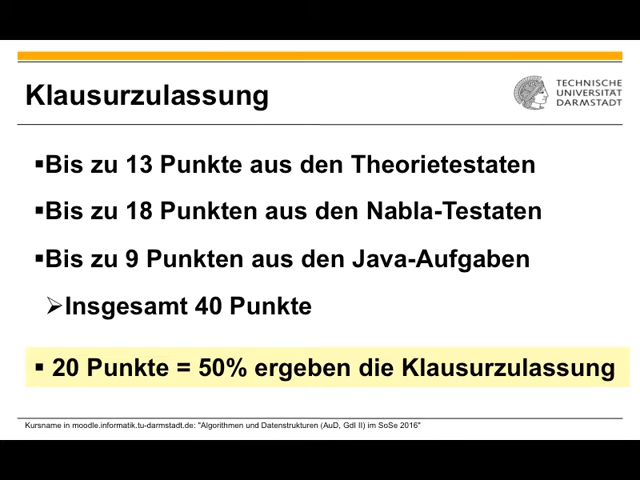 Klausurzulassung
TECHNISCHE
UNIVERSITÄT
DARMSTADT
▪Bis zu 13 Punkte aus den Theorietestaten
▪Bis zu 18 Punkten aus den Nabla-Testaten
▪Bis zu 9 Punkten aus den Java-Aufgaben
➢Insgesamt 40 Punkte
▪ 20 Punkte = 50% ergeben die Klausurzulassung
Kursname in moodle.informatik.tu-darmstadt.de: "Algorithmen und Datenstrukturen (AuD, GdI II) im SoSe 2016"